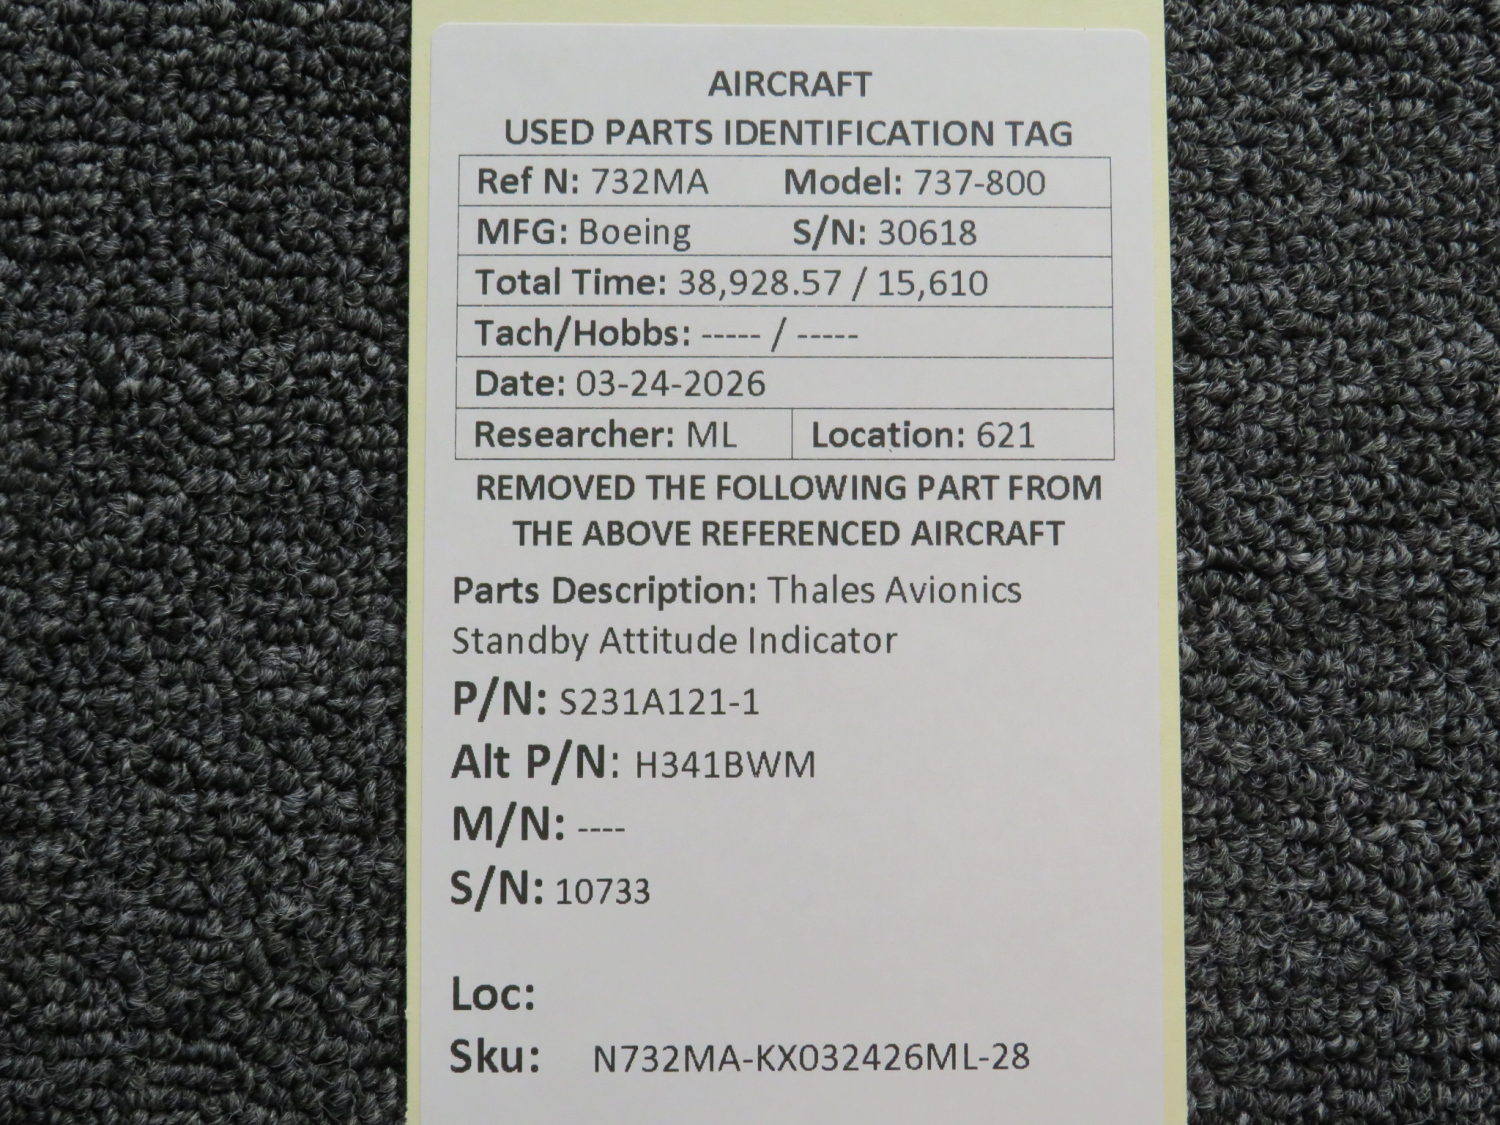 AIRCRAFT
USED PARTS IDENTIFICATION TAG
Ref N: 732MA Model: 737-800
MFG: Boeing S/N: 30618
Total Time: 38,928.57 / 15,610
Tach/Hobbs: ----- / -----
Date: 03-24-2026
Researcher: ML Location: 621
REMOVED THE FOLLOWING PART FROM
THE ABOVE REFERENCED AIRCRAFT
Parts Description: Thales Avionics
Standby Attitude Indicator
P/N: S231A121-1
Alt P/N: H341BWM
M/N: ----
S/N: 10733
Loc:
Sku: N732MA-KX032426ML-28